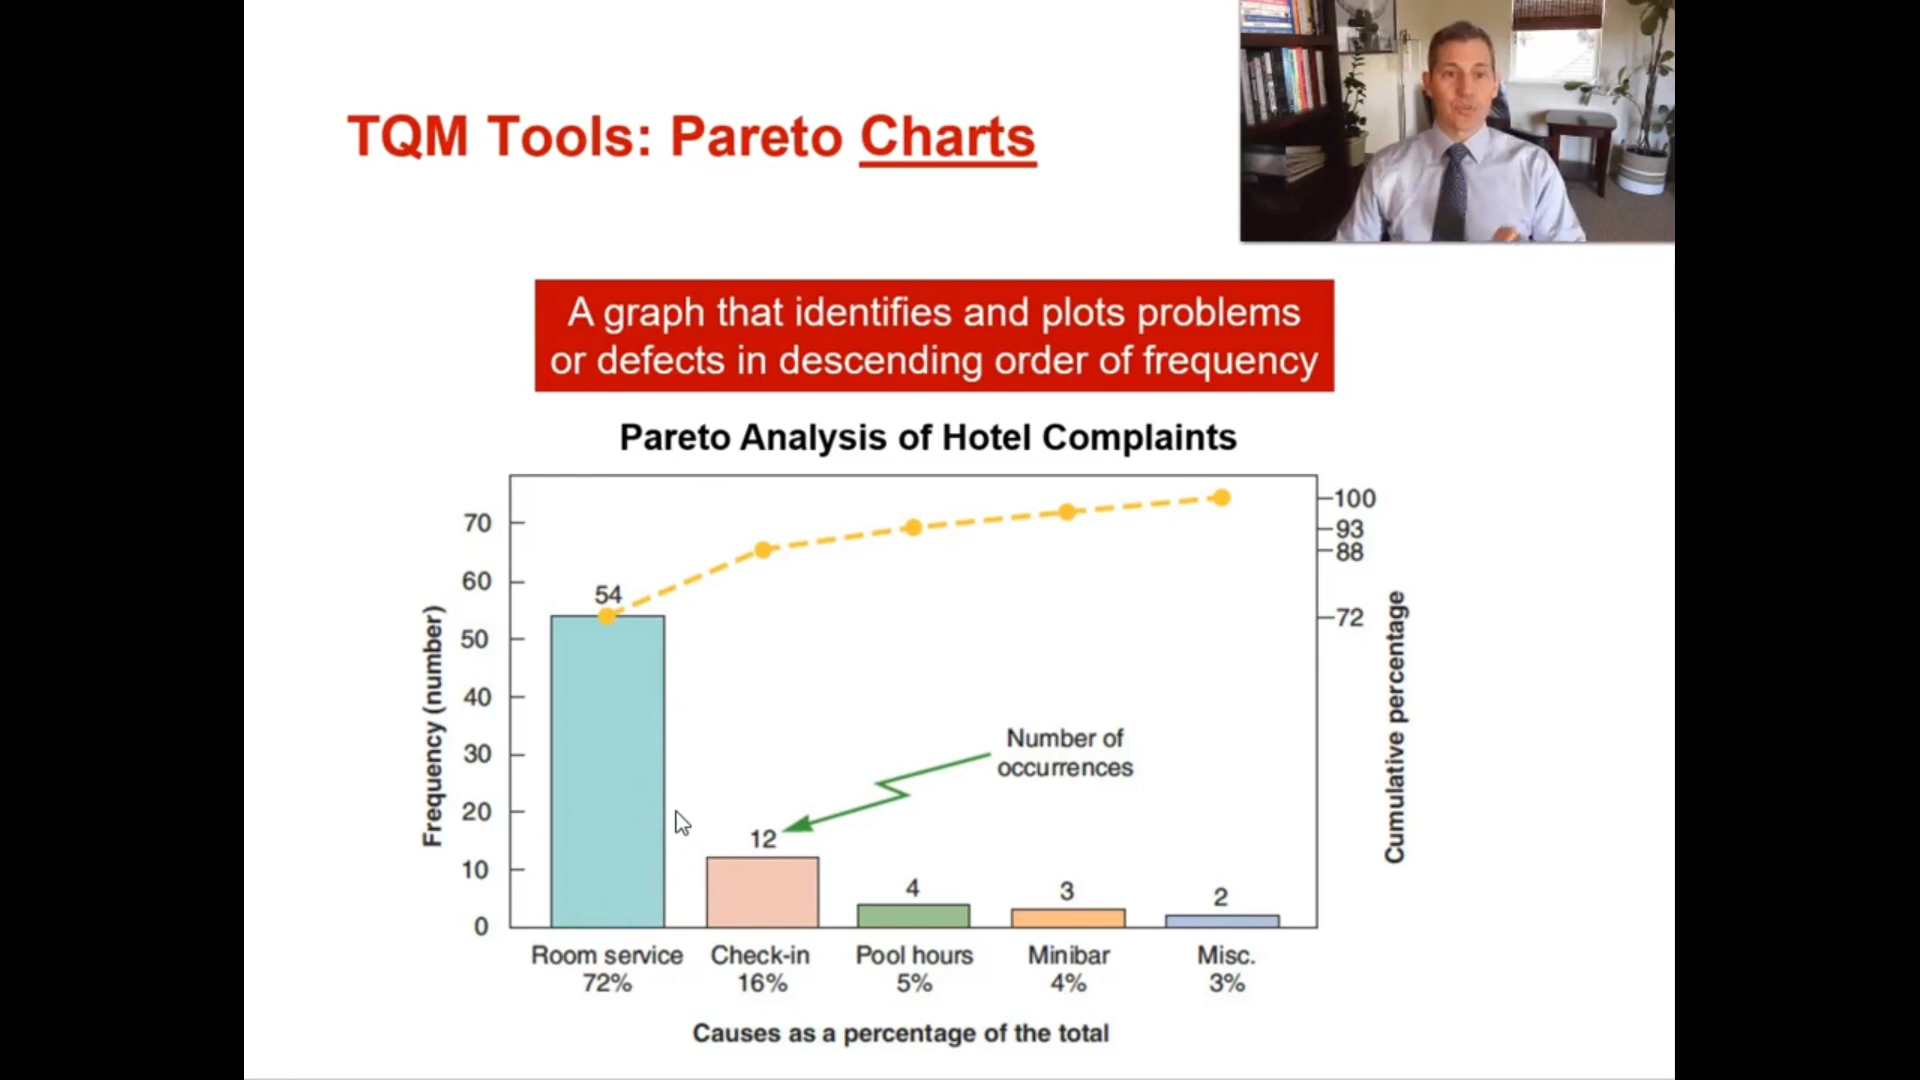 TQM Tools: Pareto Charts
A graph that identifies and plots problems
or defects in descending order of frequency
Pareto Analysis of Hotel Complaints
Frequency (number)
70
60
50
40
30
20
10
0
54
12
4
3
2
Number of
occurrences
100
93
88
72
Cumulative percentage
Room service
72%
Check-in
16%
Pool hours
5%
Minibar
4%
Misc.
3%
Causes as a percentage of the total